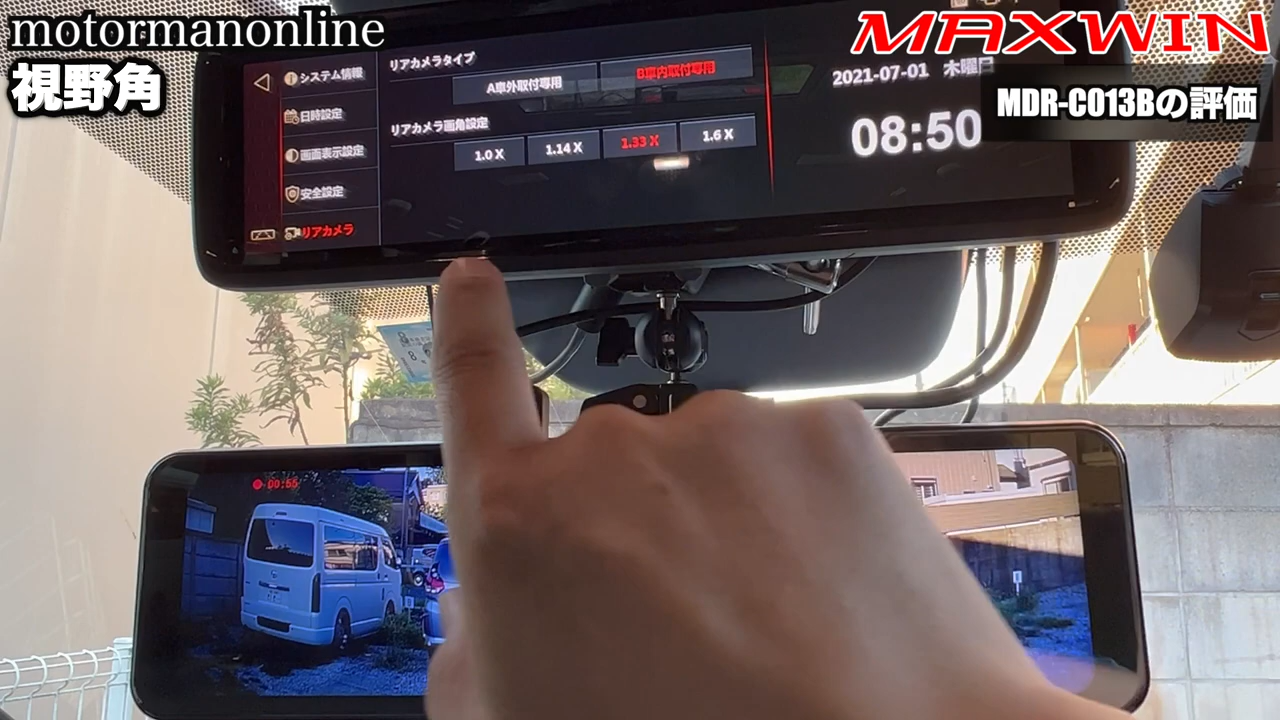 motormanonline
視野角
MAXWIN
MDR-C013Bの評価
システム情報
日時設定
画面表示設定
安全設定
リアカメラ
リアカメラタイプ
A車外取付専用
B車内取付専用
リアカメラ画角設定
1.0 X
1.14 X
1.33 X
1.6 X
2021-07-01 木曜日
08:50
00:55
8